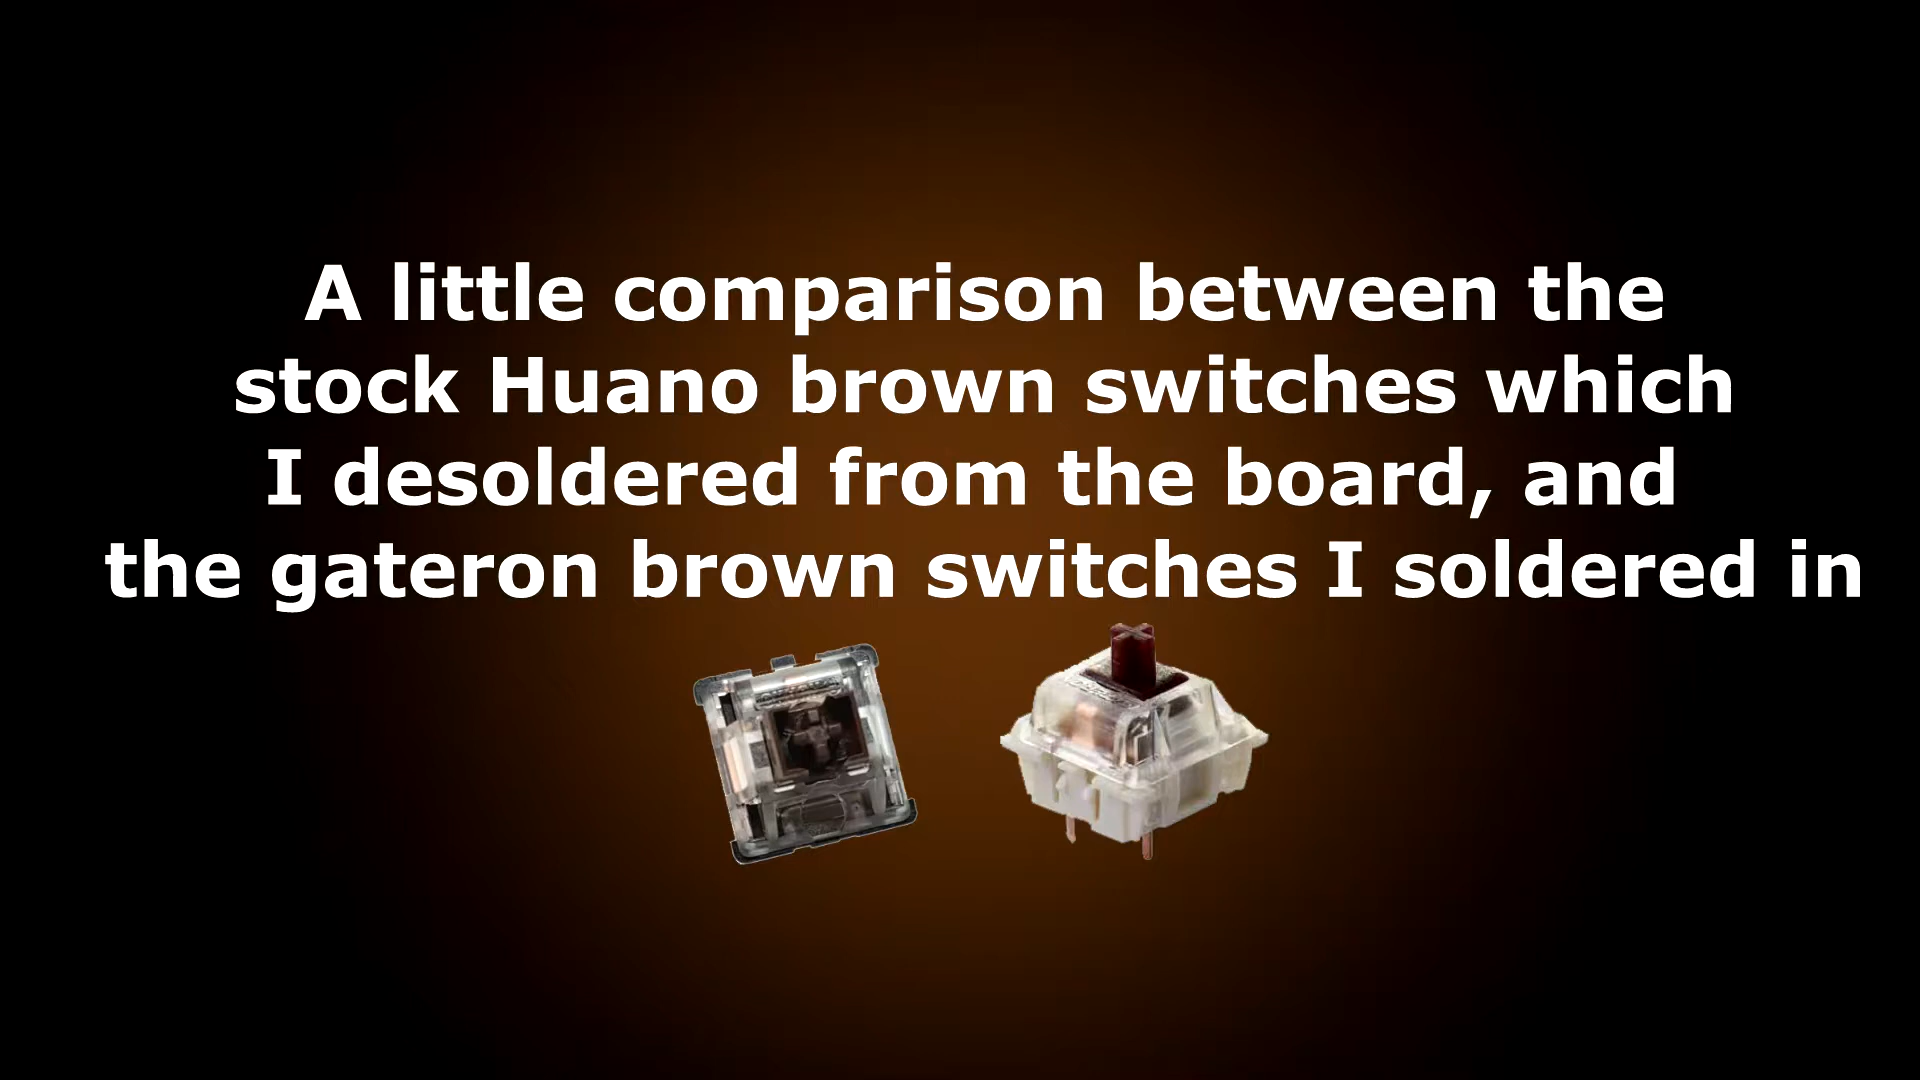 A little comparison between the
stock Huano brown switches which
I desoldered from the board, and
the gateron brown switches I soldered in